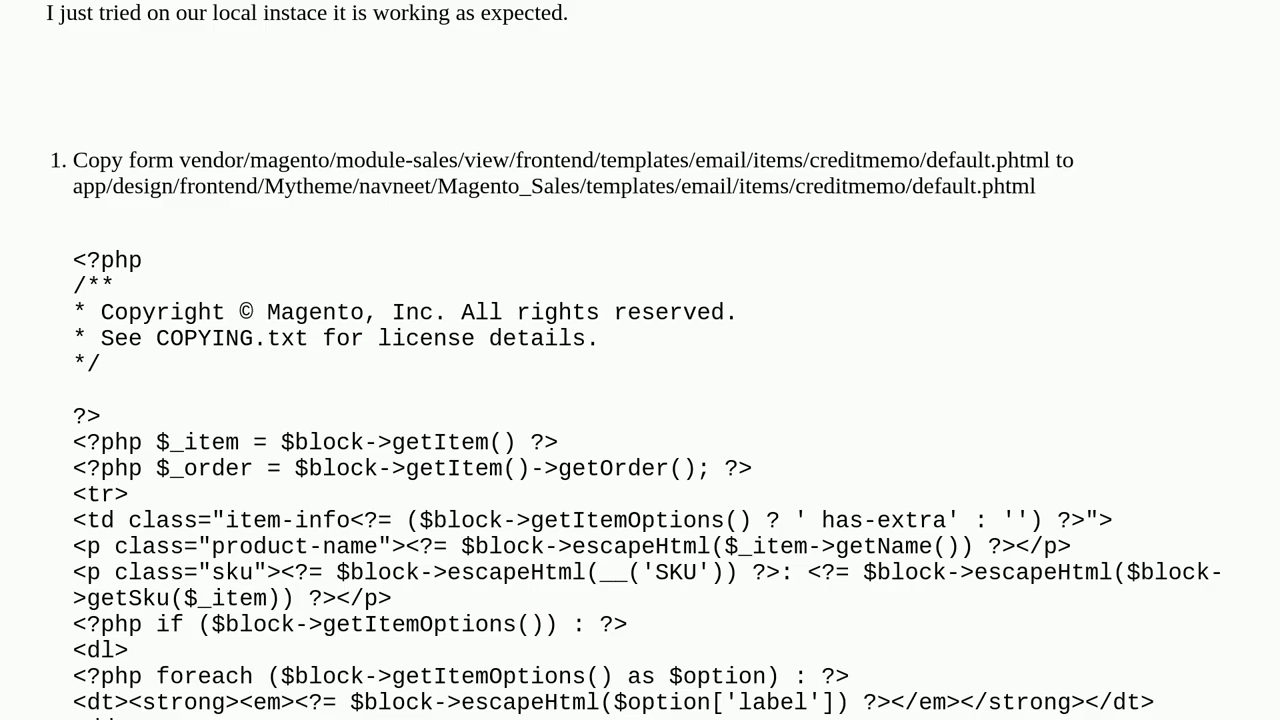 I just tried on our local instace it is working as expected.
1. Copy form vendor/magento/module-sales/view/frontend/templates/email/items/creditmemo/default.phtml to
app/design/frontend/Mytheme/navneet/Magento_Sales/templates/email/items/creditmemo/default.phtml
<?php
/**
* Copyright © Magento, Inc. All rights reserved.
* See COPYING.txt for license details.
*/
?>
<?php $_item = $block->getItem() ?>
<?php $_order = $block->getItem()->getOrder(); ?>
<tr>
<td class="item-info<?= ($block->getItemOptions() ? ' has-extra' : '') ?>">
<p class="product-name"><?= $block->escapeHtml($_item->getName()) ?></p>
<p class="sku"><?= $block->escapeHtml(__('SKU')) ?>: <?= $block->escapeHtml($block-
>getSku($_item)) ?></p>
<?php if ($block->getItemOptions()) : ?>
<dl>
<?php foreach ($block->getItemOptions() as $option) : ?>
<dt><strong><em><?= $block->escapeHtml($option['label']) ?></em></strong></dt>